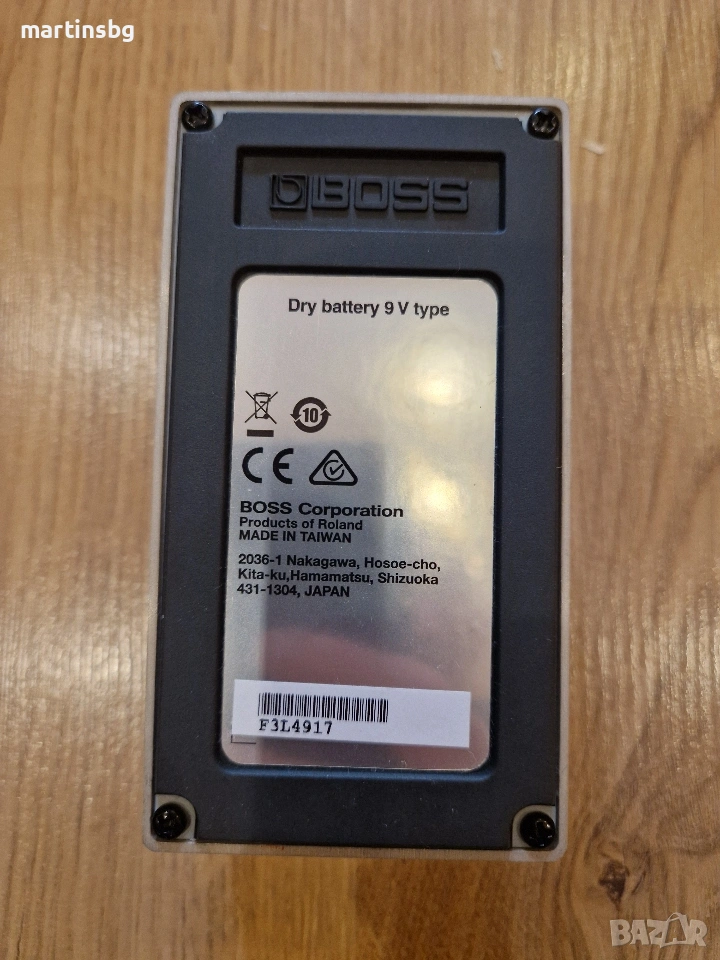 martinsbg
BOSS
Dry battery 9 V type
10
CE
BOSS Corporation
Products of Roland
MADE IN TAIWAN
2036-1 Nakagawa, Hosoe-cho,
Kita-ku,Hamamatsu, Shizuoka
431-1304, JAPAN
F3L4917
BAZAR